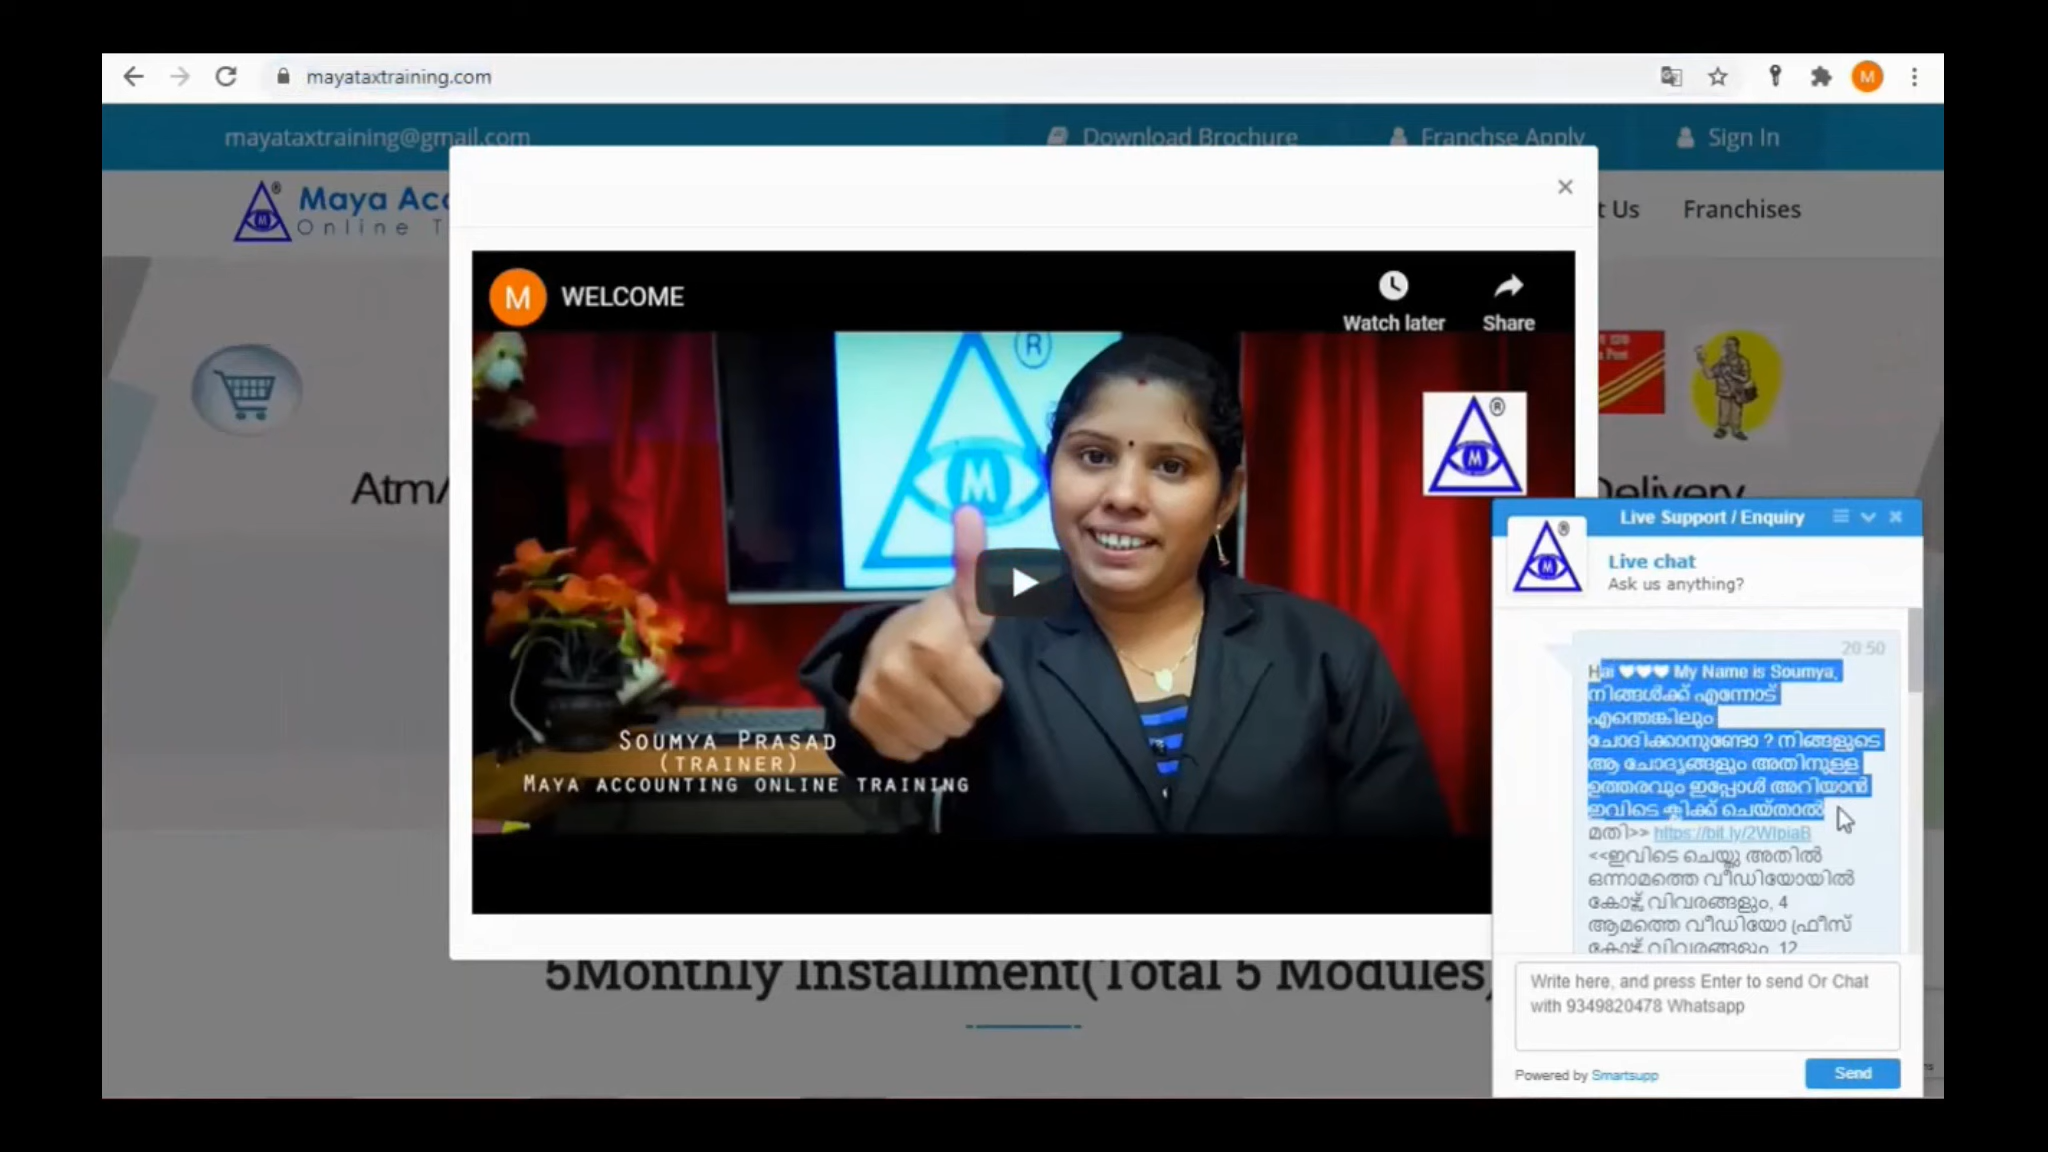 mayataxtraining.com
M
mayataxtraining@gmail.com
Download Brochure
Franchse Apply
Sign In
®
M
Maya Acc
Online T
t Us
Franchises
×
M
WELCOME
Watch later
Share
®
M
®
M
Atm/
Delivery
SOUMYA PRASAD
(TRAINER)
MAYA ACCOUNTING ONLINE TRAINING
5Monthly Installment(Total 5 Modules)
Live Support / Enquiry
®
M
Live chat
Ask us anything?
20:50
Hai ♥♥♥ My Name is Soumya,
നിങ്ങൾക്ക് എന്നോട്
എന്തെങ്കിലും
ചോദിക്കാനുണ്ടോ ? നിങ്ങളുടെ
ആ ചോദ്യങ്ങളും അതിനുള്ള
ഉത്തരവും ഇപ്പോൾ അറിയാൻ
ഇവിടെ ക്ലിക്ക് ചെയ്താൽ
മതി>> https://bit.ly/2WIpiaB
<<ഇവിടെ ചെയ്തു അതിൽ
ഒന്നാമത്തെ വീഡിയോയിൽ
കോഴ്സ് വിവരങ്ങളും, 4
ആമത്തെ വീഡിയോ ഫ്രീസ്
കോഴ്സ് വിവരങ്ങളും, 12
Write here, and press Enter to send Or Chat
with 9349820478 Whatsapp
Powered by Smartsupp
Send